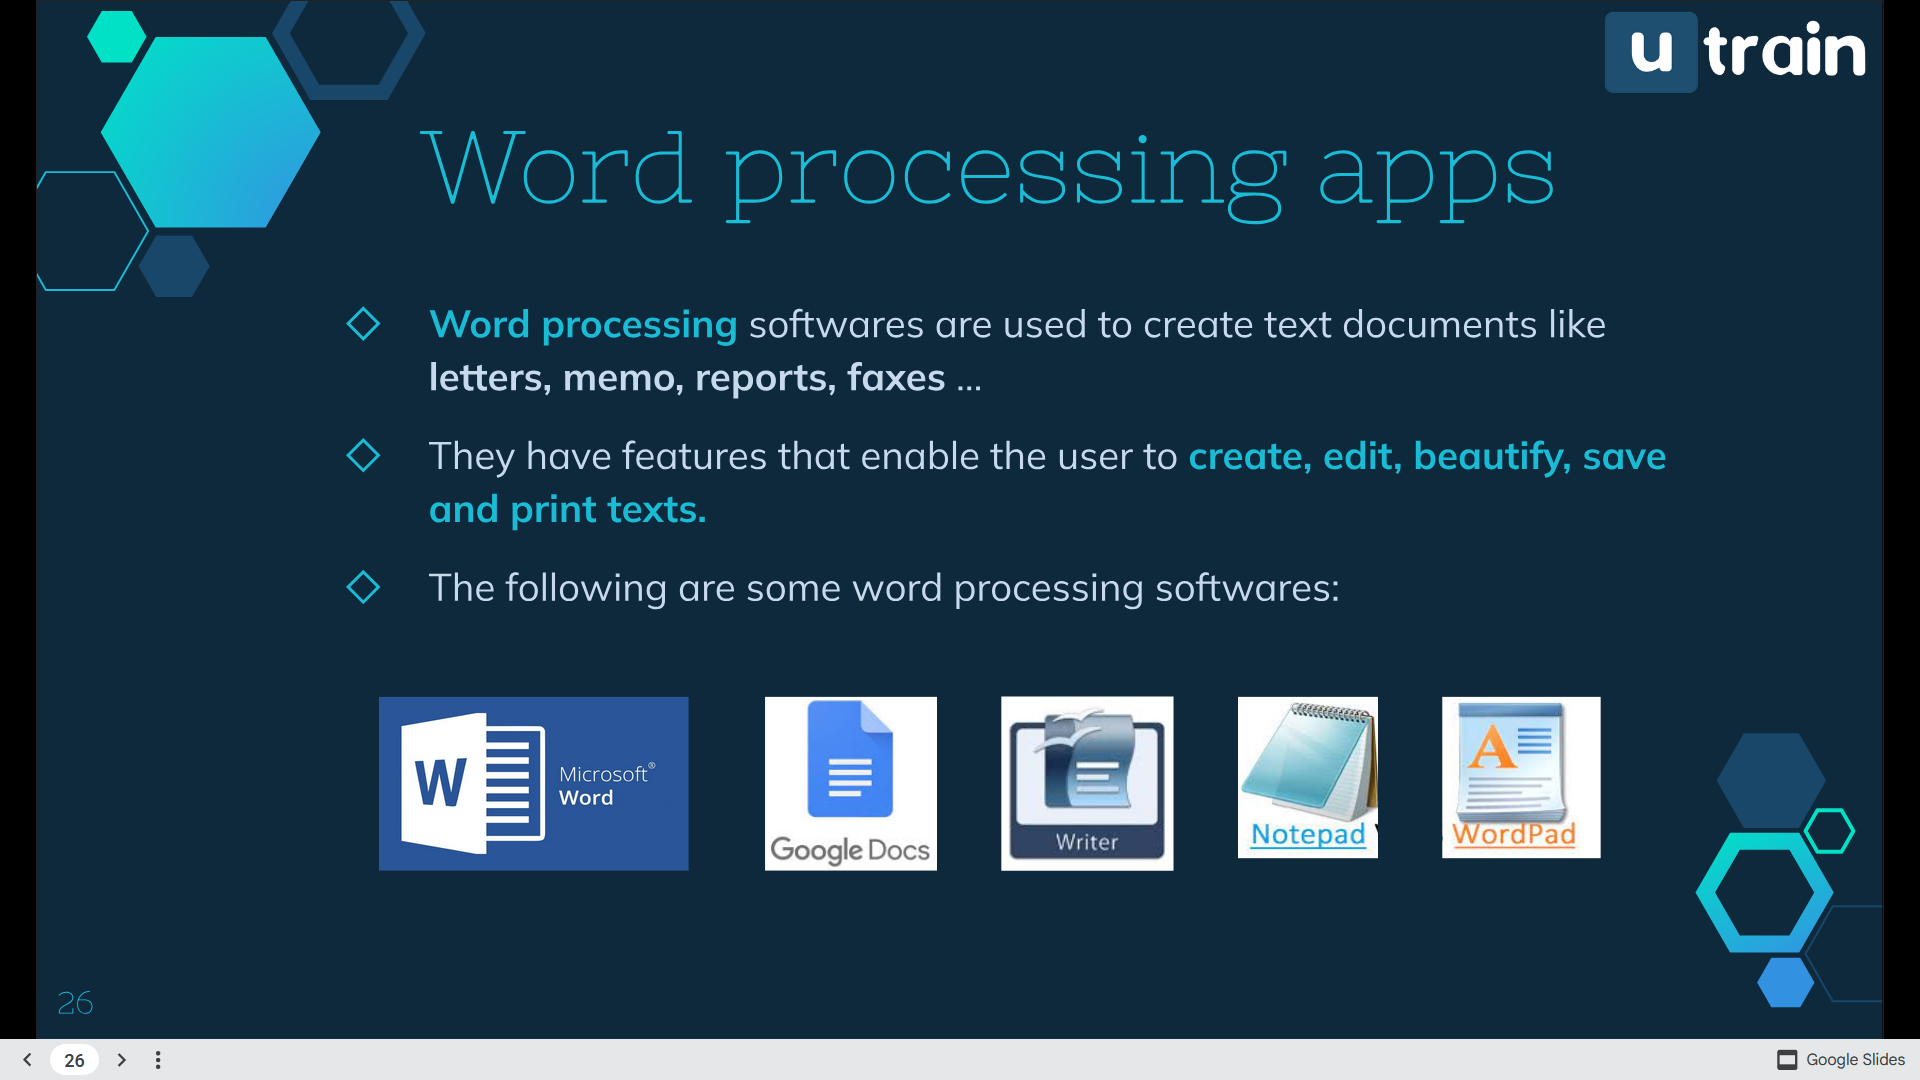 u train
Word processing apps
Word processing softwares are used to create text documents like
letters, memo, reports, faxes ...
They have features that enable the user to create, edit, beautify, save
and print texts.
The following are some word processing softwares:
W
Microsoft®
Word
Google Docs
Writer
Notepad
A
WordPad
26
26
Google Slides